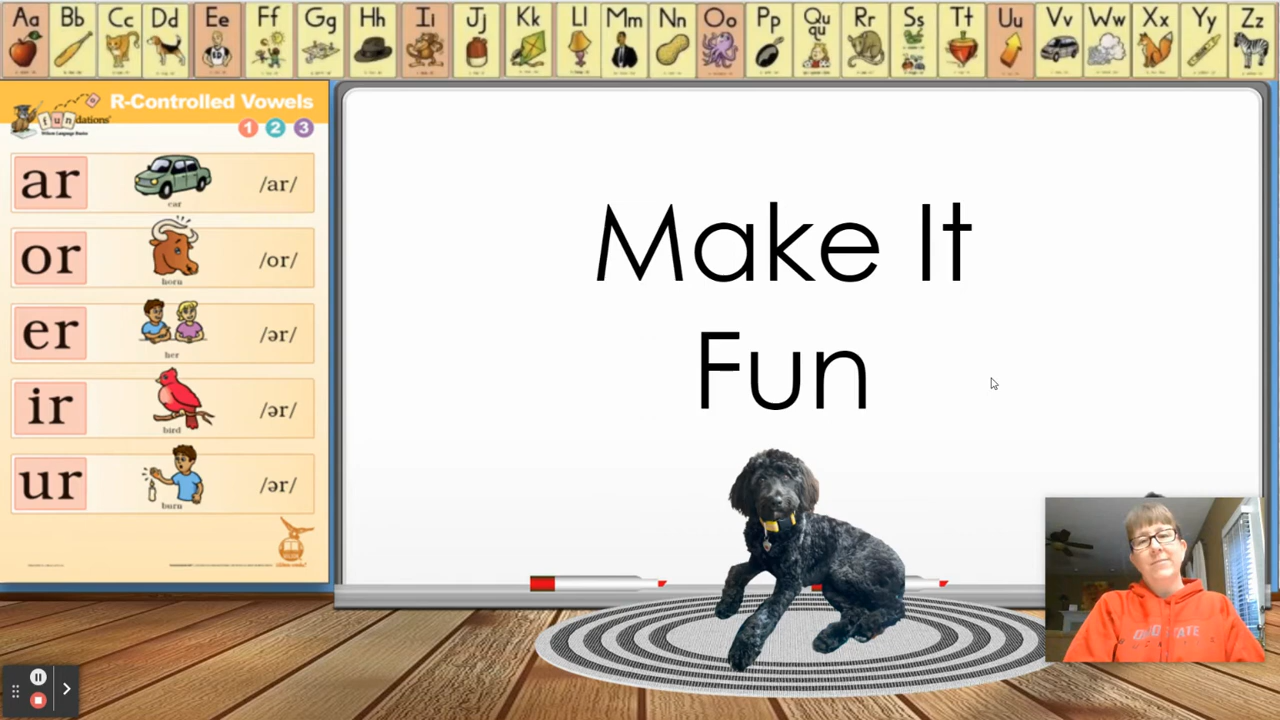 Aa Bb Cc Dd Ee Ff Gg Hh Ii Jj Kk Ll Mm Nn Oo Pp Qu qu Rr Ss Tt Uu Vv Ww Xx Yy Zz
R-Controlled Vowels
fundations
1 2 3
ar
car
/ar/
or
horn
/or/
er
her
/ər/
ir
bird
/ər/
ur
burn
/ər/
Make It
Fun